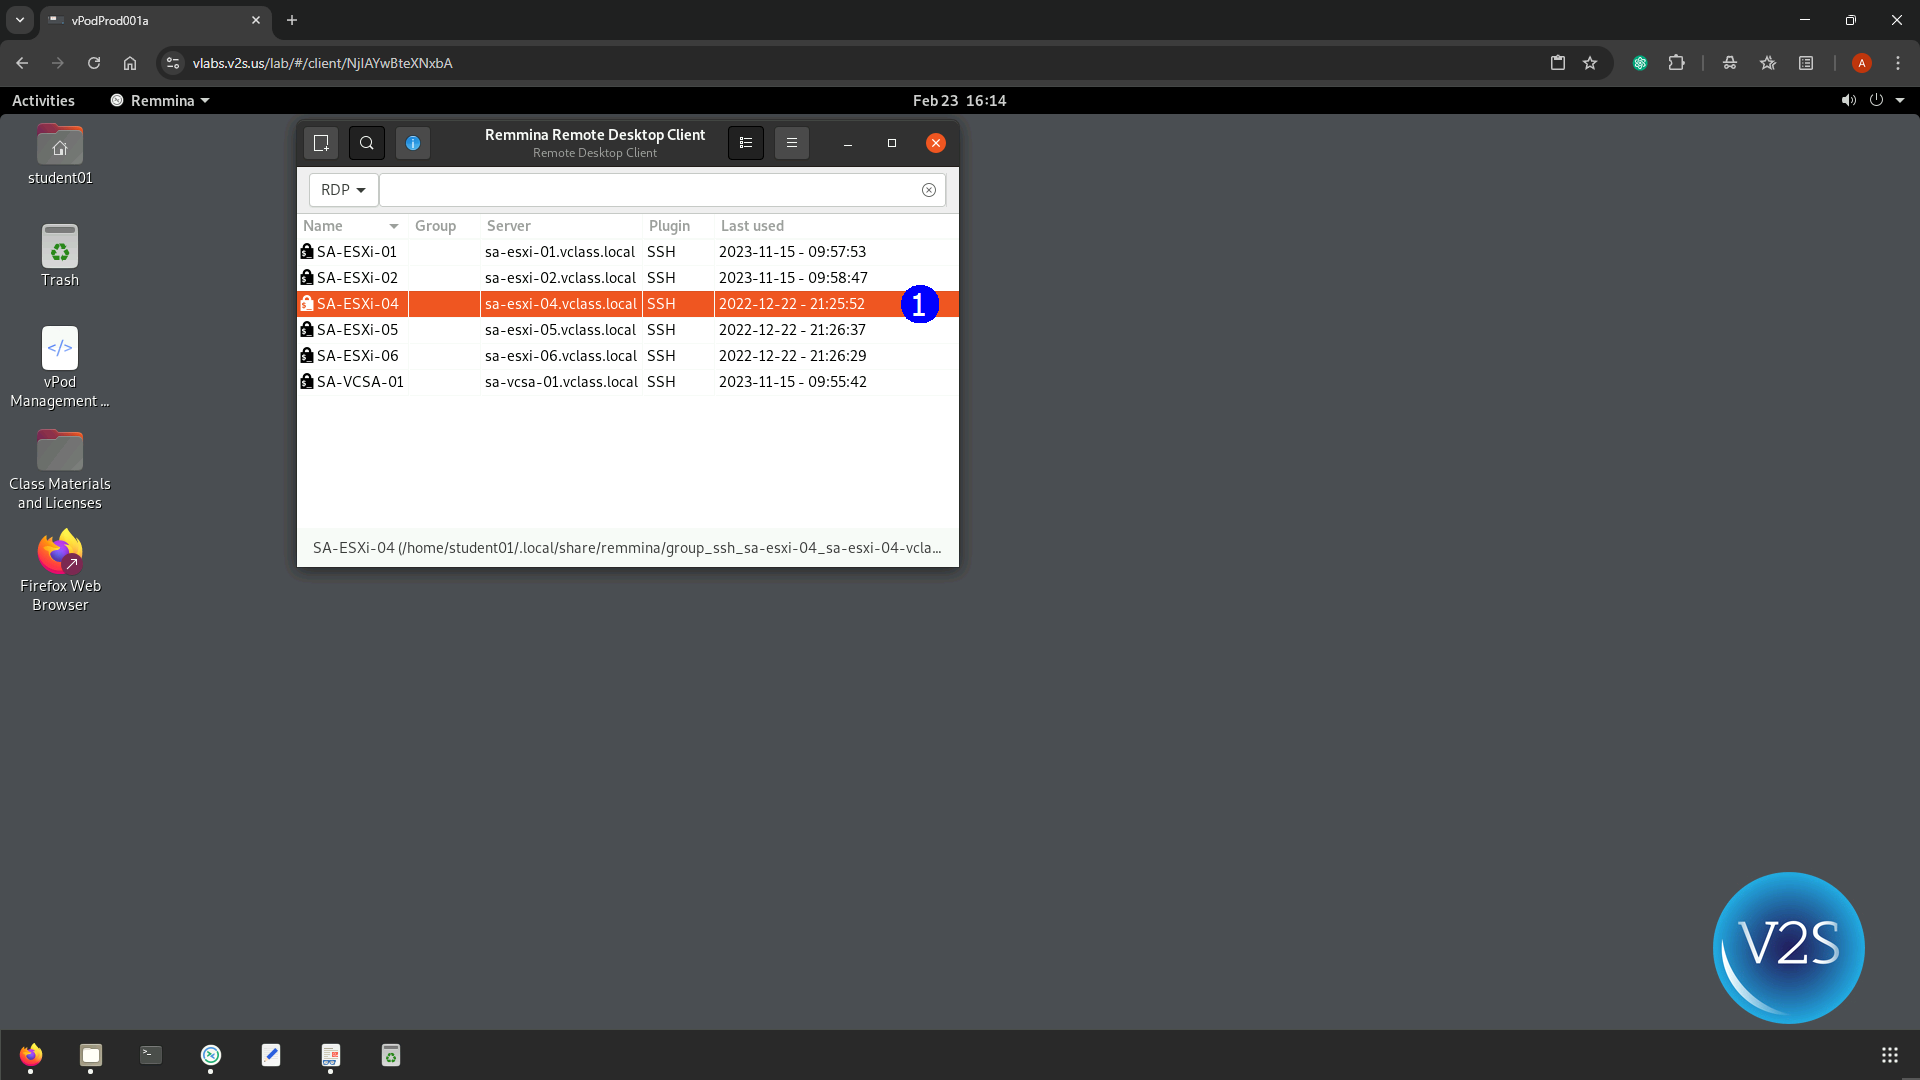 vPodProd001a
vlabs.v2s.us/lab/#/client/NjlAYwBteXNxbA
A
Activities
Remmina
Feb 23 16:14
student01
Trash
vPod
Management ...
Class Materials
and Licenses
Firefox Web
Browser
Remmina Remote Desktop Client
Remote Desktop Client
RDP
Name Group Server Plugin Last used
SA-ESXi-01 sa-esxi-01.vclass.local SSH 2023-11-15 - 09:57:53
SA-ESXi-02 sa-esxi-02.vclass.local SSH 2023-11-15 - 09:58:47
SA-ESXi-04 sa-esxi-04.vclass.local SSH 2022-12-22 - 21:25:52 1
SA-ESXi-05 sa-esxi-05.vclass.local SSH 2022-12-22 - 21:26:37
SA-ESXi-06 sa-esxi-06.vclass.local SSH 2022-12-22 - 21:26:29
SA-VCSA-01 sa-vcsa-01.vclass.local SSH 2023-11-15 - 09:55:42
SA-ESXi-04 (/home/student01/.local/share/remmina/group_ssh_sa-esxi-04_sa-esxi-04-vcla...
V2S